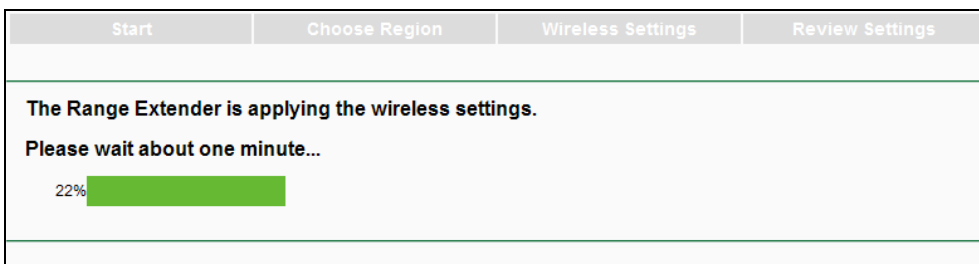 Start Choose Region Wireless Settings Review Settings
The Range Extender is applying the wireless settings.
Please wait about one minute...
22%